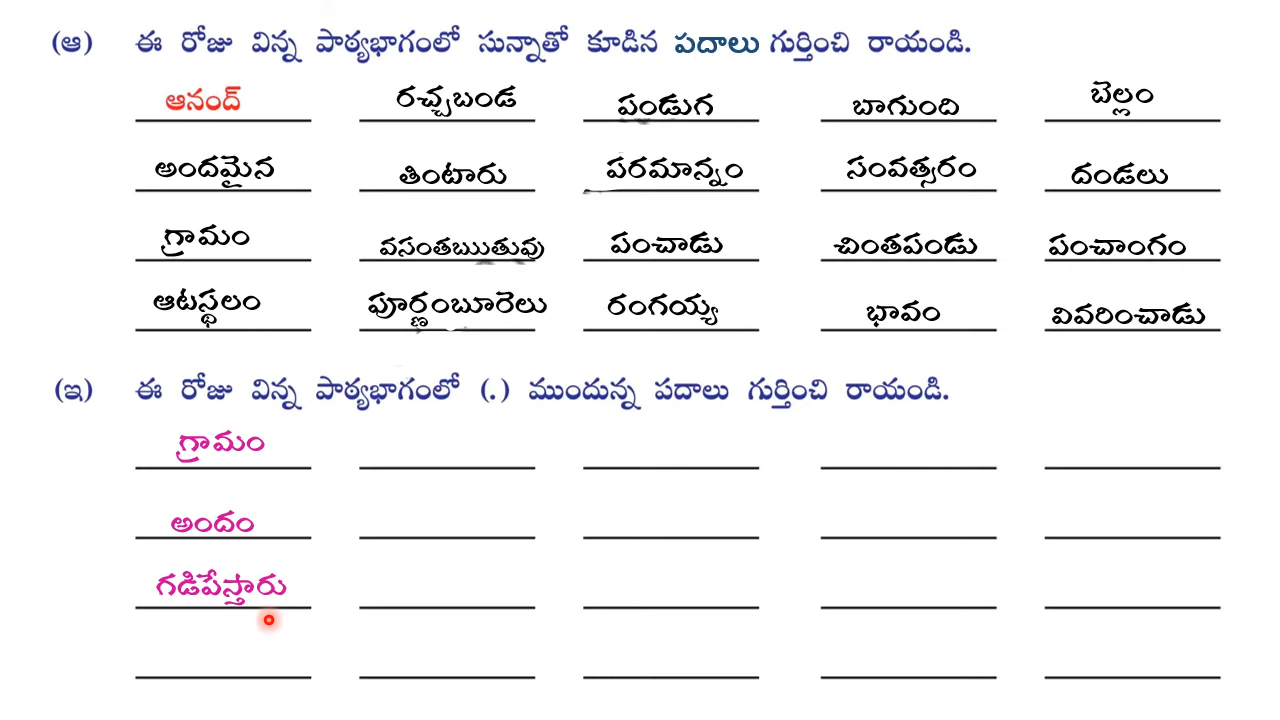 (ఆ) ఈ రోజు విన్న పాఠ్యభాగంలో సున్నాతో కూడిన పదాలు గుర్తించి రాయండి.
ఆనంద్ రచ్చబండ పండుగ బాగుంది బెల్లం
అందమైన తింటారు పరమాన్నం సంవత్సరం దండలు
గ్రామం వసంతఋతువు పంచాడు చింతపండు పంచాంగం
ఆటస్థలం పూర్ణంబూరెలు రంగయ్య భావం వివరించాడు
(ఇ) ఈ రోజు విన్న పాఠ్యభాగంలో (.) ముందున్న పదాలు గుర్తించి రాయండి.
గ్రామం
అందం
గడిపేస్తారు